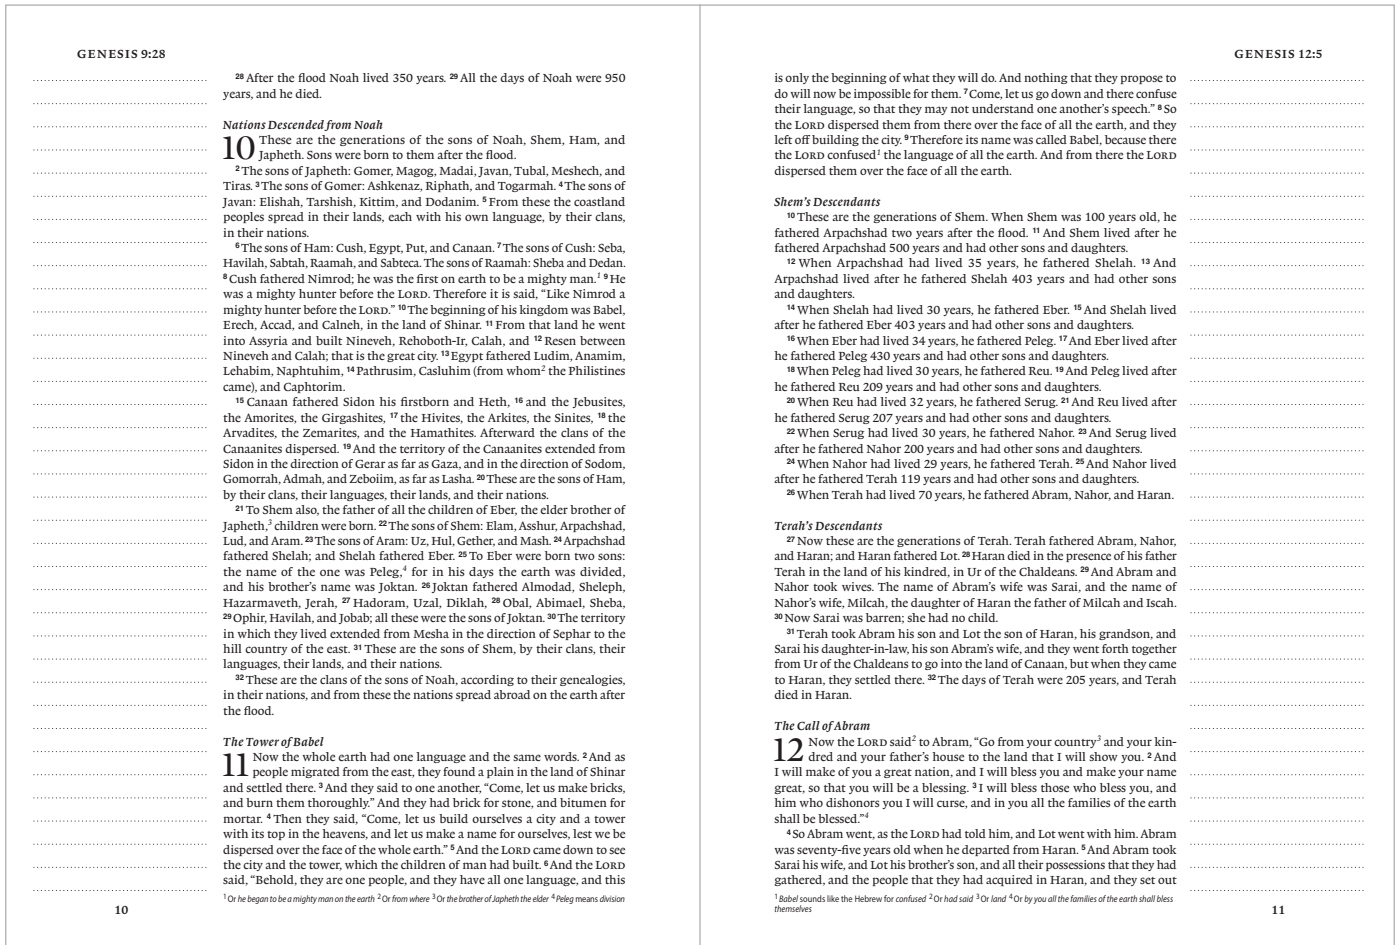 GENESIS 9:28
28 After the flood Noah lived 350 years. 29 All the days of Noah were 950
years, and he died.
Nations Descended from Noah
10 These are the generations of the sons of Noah, Shem, Ham, and
Japheth. Sons were born to them after the flood.
2 The sons of Japheth: Gomer, Magog, Madai, Javan, Tubal, Meshech, and
Tiras. 3 The sons of Gomer: Ashkenaz, Riphath, and Togarmah. 4 The sons of
Javan: Elishah, Tarshish, Kittim, and Dodanim. 5 From these the coastland
peoples spread in their lands, each with his own language, by their clans,
in their nations.
6 The sons of Ham: Cush, Egypt, Put, and Canaan. 7 The sons of Cush: Seba,
Havilah, Sabtah, Raamah, and Sabteca. The sons of Raamah: Sheba and Dedan.
8 Cush fathered Nimrod; he was the first on earth to be a mighty man.1 9 He
was a mighty hunter before the LORD. Therefore it is said, “Like Nimrod a
mighty hunter before the LORD.” 10 The beginning of his kingdom was Babel,
Erech, Accad, and Calneh, in the land of Shinar. 11 From that land he went
into Assyria and built Nineveh, Rehoboth-Ir, Calah, and 12 Resen between
Nineveh and Calah; that is the great city. 13 Egypt fathered Ludim, Anamim,
Lehabim, Naphtuhim, 14 Pathrusim, Casluhim (from whom2 the Philistines
came), and Caphtorim.
15 Canaan fathered Sidon his firstborn and Heth, 16 and the Jebusites,
the Amorites, the Girgashites, 17 the Hivites, the Arkites, the Sinites, 18 the
Arvadites, the Zemarites, and the Hamathites. Afterward the clans of the
Canaanites dispersed. 19 And the territory of the Canaanites extended from
Sidon in the direction of Gerar as far as Gaza, and in the direction of Sodom,
Gomorrah, Admah, and Zeboiim, as far as Lasha. 20 These are the sons of Ham,
by their clans, their languages, their lands, and their nations.
21 To Shem also, the father of all the children of Eber, the elder brother of
Japheth,3 children were born. 22 The sons of Shem: Elam, Asshur, Arpachshad,
Lud, and Aram. 23 The sons of Aram: Uz, Hul, Gether, and Mash. 24 Arpachshad
fathered Shelah; and Shelah fathered Eber. 25 To Eber were born two sons:
the name of the one was Peleg,4 for in his days the earth was divided,
and his brother’s name was Joktan. 26 Joktan fathered Almodad, Sheleph,
Hazarmaveth, Jerah, 27 Hadoram, Uzal, Diklah, 28 Obal, Abimael, Sheba,
29 Ophir, Havilah, and Jobab; all these were the sons of Joktan. 30 The territory
in which they lived extended from Mesha in the direction of Sephar to the
hill country of the east. 31 These are the sons of Shem, by their clans, their
languages, their lands, and their nations.
32 These are the clans of the sons of Noah, according to their genealogies,
in their nations, and from these the nations spread abroad on the earth after
the flood.
The Tower of Babel
11 Now the whole earth had one language and the same words. 2 And as
people migrated from the east, they found a plain in the land of Shinar
and settled there. 3 And they said to one another, “Come, let us make bricks,
and burn them thoroughly.” And they had brick for stone, and bitumen for
mortar. 4 Then they said, “Come, let us build ourselves a city and a tower
with its top in the heavens, and let us make a name for ourselves, lest we be
dispersed over the face of the whole earth.” 5 And the LORD came down to see
the city and the tower, which the children of man had built. 6 And the LORD
said, “Behold, they are one people, and they have all one language, and this
1 Or he began to be a mighty man on the earth 2 Or from where 3 Or the brother of Japheth the elder 4 Peleg means division
10
GENESIS 12:5
is only the beginning of what they will do. And nothing that they propose to
do will now be impossible for them. 7 Come, let us go down and there confuse
their language, so that they may not understand one another’s speech.” 8 So
the LORD dispersed them from there over the face of all the earth, and they
left off building the city. 9 Therefore its name was called Babel, because there
the LORD confused1 the language of all the earth. And from there the LORD
dispersed them over the face of all the earth.
Shem’s Descendants
10 These are the generations of Shem. When Shem was 100 years old, he
fathered Arpachshad two years after the flood. 11 And Shem lived after he
fathered Arpachshad 500 years and had other sons and daughters.
12 When Arpachshad had lived 35 years, he fathered Shelah. 13 And
Arpachshad lived after he fathered Shelah 403 years and had other sons
and daughters.
14 When Shelah had lived 30 years, he fathered Eber. 15 And Shelah lived
after he fathered Eber 403 years and had other sons and daughters.
16 When Eber had lived 34 years, he fathered Peleg. 17 And Eber lived after
he fathered Peleg 430 years and had other sons and daughters.
18 When Peleg had lived 30 years, he fathered Reu. 19 And Peleg lived after
he fathered Reu 209 years and had other sons and daughters.
20 When Reu had lived 32 years, he fathered Serug. 21 And Reu lived after
he fathered Serug 207 years and had other sons and daughters.
22 When Serug had lived 30 years, he fathered Nahor. 23 And Serug lived
after he fathered Nahor 200 years and had other sons and daughters.
24 When Nahor had lived 29 years, he fathered Terah. 25 And Nahor lived
after he fathered Terah 119 years and had other sons and daughters.
26 When Terah had lived 70 years, he fathered Abram, Nahor, and Haran.
Terah’s Descendants
27 Now these are the generations of Terah. Terah fathered Abram, Nahor,
and Haran; and Haran fathered Lot. 28 Haran died in the presence of his father
Terah in the land of his kindred, in Ur of the Chaldeans. 29 And Abram and
Nahor took wives. The name of Abram’s wife was Sarai, and the name of
Nahor’s wife, Milcah, the daughter of Haran the father of Milcah and Iscah.
30 Now Sarai was barren; she had no child.
31 Terah took Abram his son and Lot the son of Haran, his grandson, and
Sarai his daughter-in-law, his son Abram’s wife, and they went forth together
from Ur of the Chaldeans to go into the land of Canaan, but when they came
to Haran, they settled there. 32 The days of Terah were 205 years, and Terah
died in Haran.
The Call of Abram
12 Now the LORD said2 to Abram, “Go from your country3 and your kin-
dred and your father’s house to the land that I will show you. 2 And
I will make of you a great nation, and I will bless you and make your name
great, so that you will be a blessing. 3 I will bless those who bless you, and
him who dishonors you I will curse, and in you all the families of the earth
shall be blessed.”4
4 So Abram went, as the LORD had told him, and Lot went with him. Abram
was seventy-five years old when he departed from Haran. 5 And Abram took
Sarai his wife, and Lot his brother’s son, and all their possessions that they had
gathered, and the people that they had acquired in Haran, and they set out
1 Babel sounds like the Hebrew for confused 2 Or had said 3 Or land 4 Or by you all the families of the earth shall bless
themselves
11